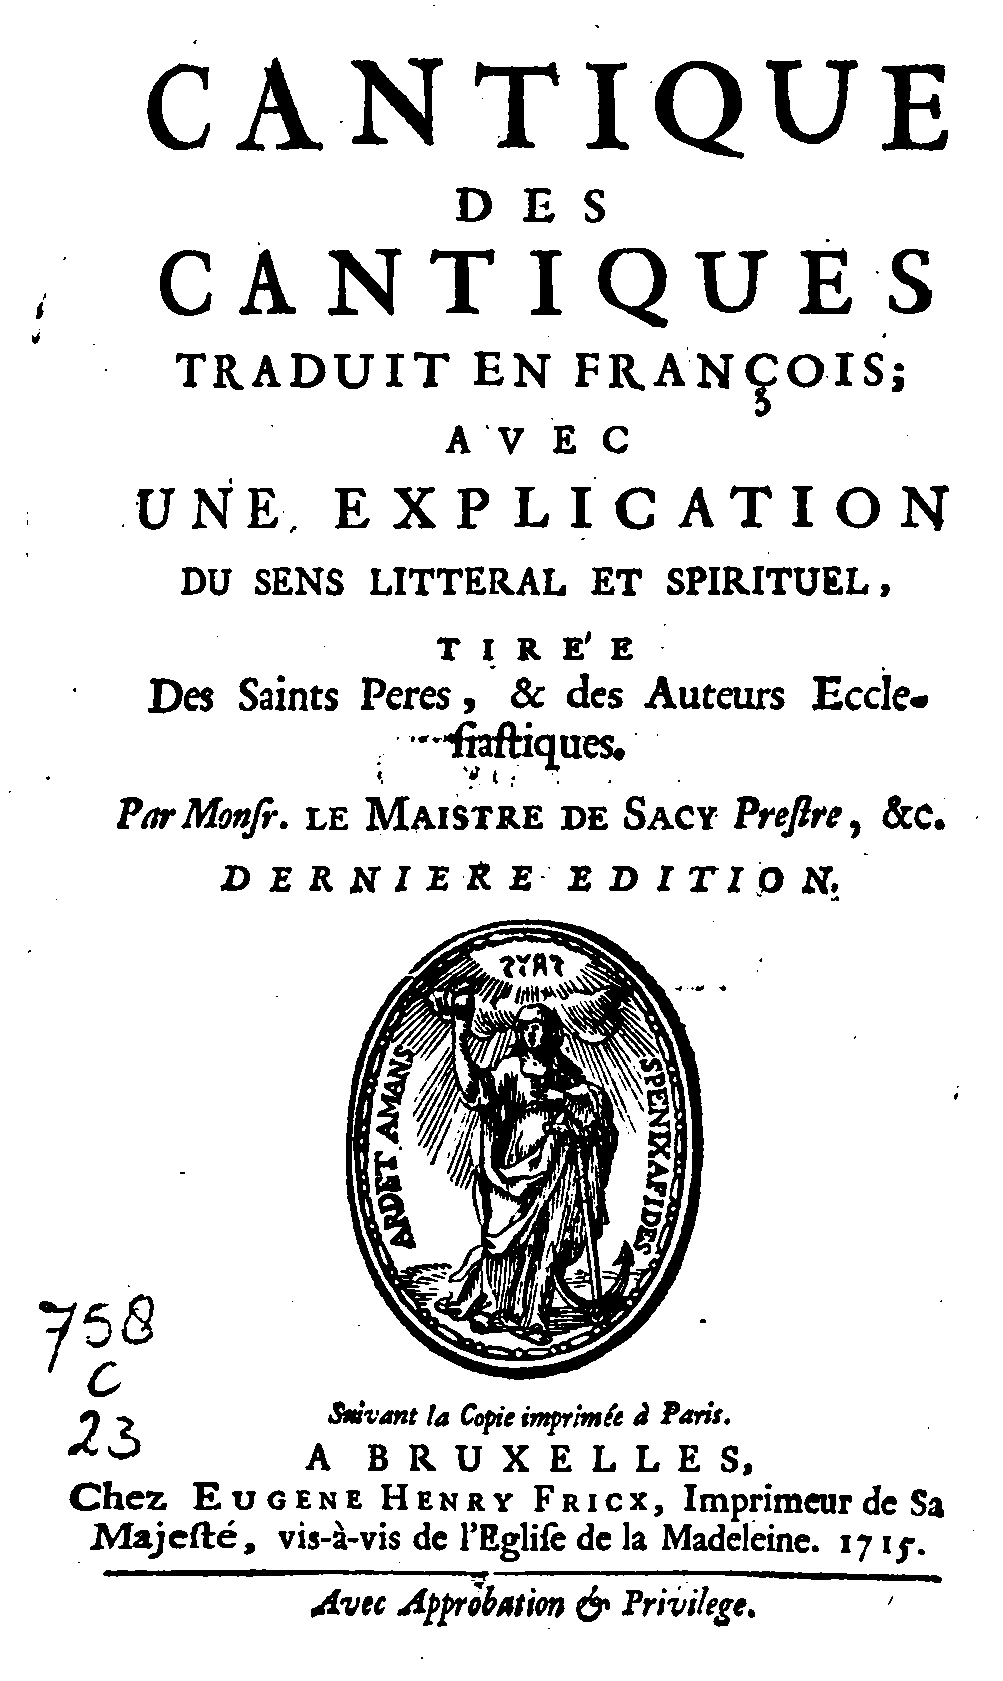 CANTIQUE
DES
CANTIQUES
TRADUIT EN FRANÇOIS;
AVEC
UNE EXPLICATION
DU SENS LITTERAL ET SPIRITUEL,
TIRE'E
Des Saints Peres, & des Auteurs Eccle-
siastiques.
Par Monsr. LE MAISTRE DE SACY Prestre, &c.
DERNIERE EDITION.
ARDET AMANS
SPE NIXA FIDES
758
C
23
Suivant la Copie imprimée à Paris.
A BRUXELLES,
Chez EUGENE HENRY FRICX, Imprimeur de Sa
Majesté, vis-à-vis de l'Eglise de la Madeleine. 1715.
Avec Approbation & Privilege.